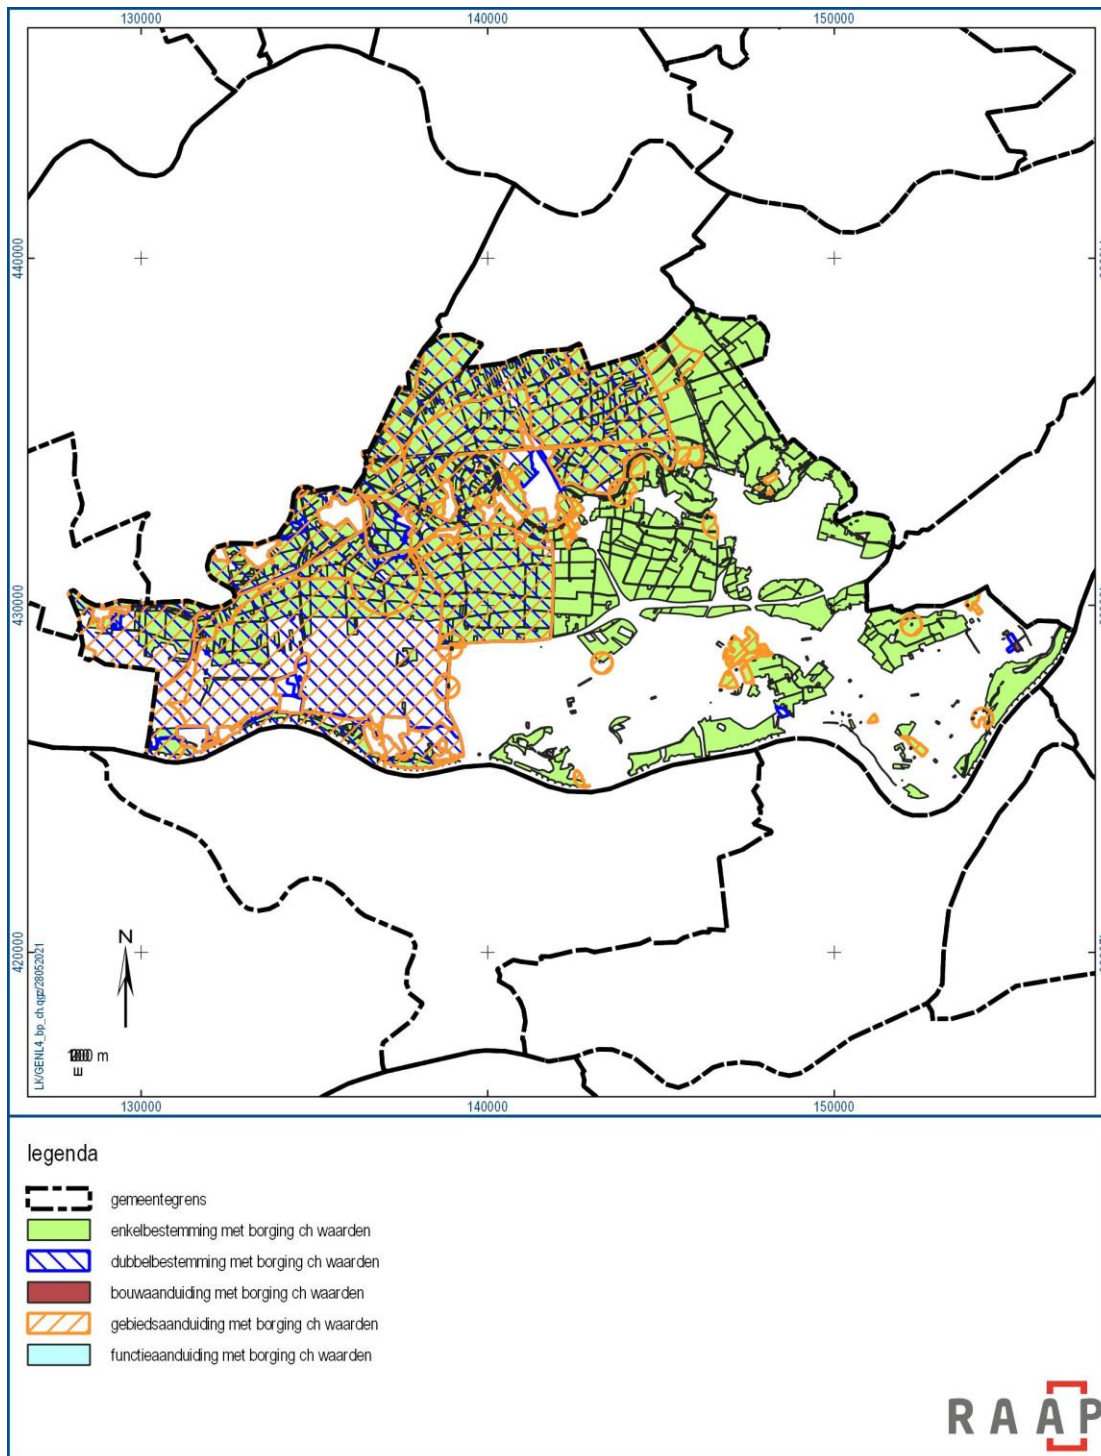 130000 140000 150000
440000
430000
420000
N
LK/GENL4_bp_ch.qgz/28052021
130000 140000 150000
legenda
gemeentegrens
enkelbestemming met borging ch waarden
dubbelbestemming met borging ch waarden
bouwaanduiding met borging ch waarden
gebiedsaanduiding met borging ch waarden
functieaanduiding met borging ch waarden
RAAP